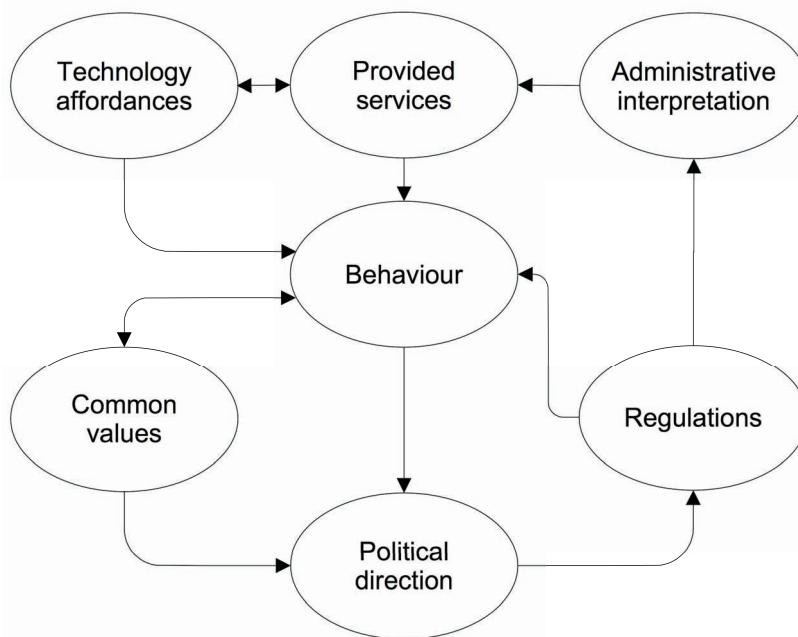 Technology
affordances
Provided
services
Administrative
interpretation
Behaviour
Common
values
Regulations
Political
direction